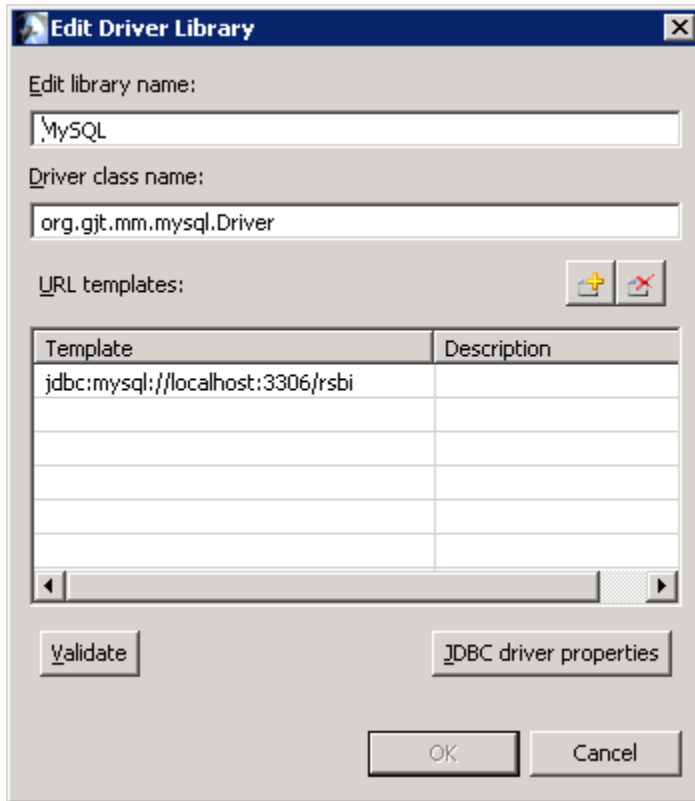 Edit Driver Library
Edit library name:
MySQL
Driver class name:
org.gjt.mm.mysql.Driver
URL templates:
Template Description
jdbc:mysql://localhost:3306/rsbi
Validate JDBC driver properties
OK Cancel